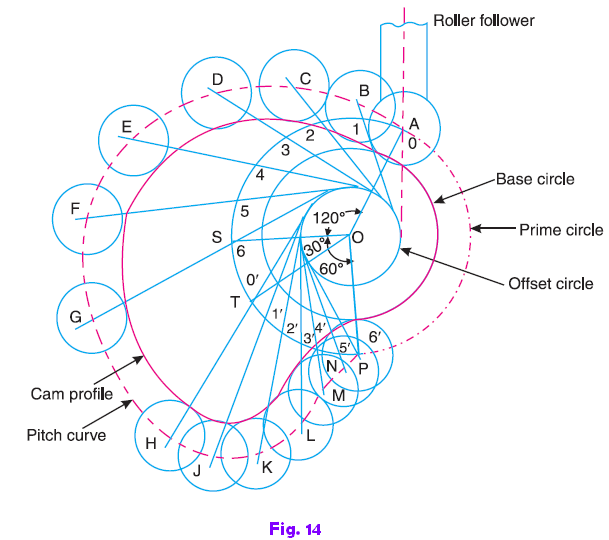 Roller follower
D
C
B
A
0
1
2
3
4
5
6
E
F
S
G
120°
O
30°
60°
Base circle
Prime circle
Offset circle
0′
T
1′
2′
3′
4′
5′
6′
N
P
M
L
K
J
H
Cam profile
Pitch curve
Fig. 14